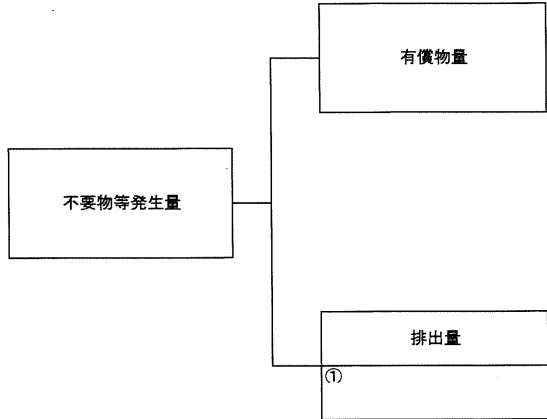 有償物量
不要物等発生量
排出量
①